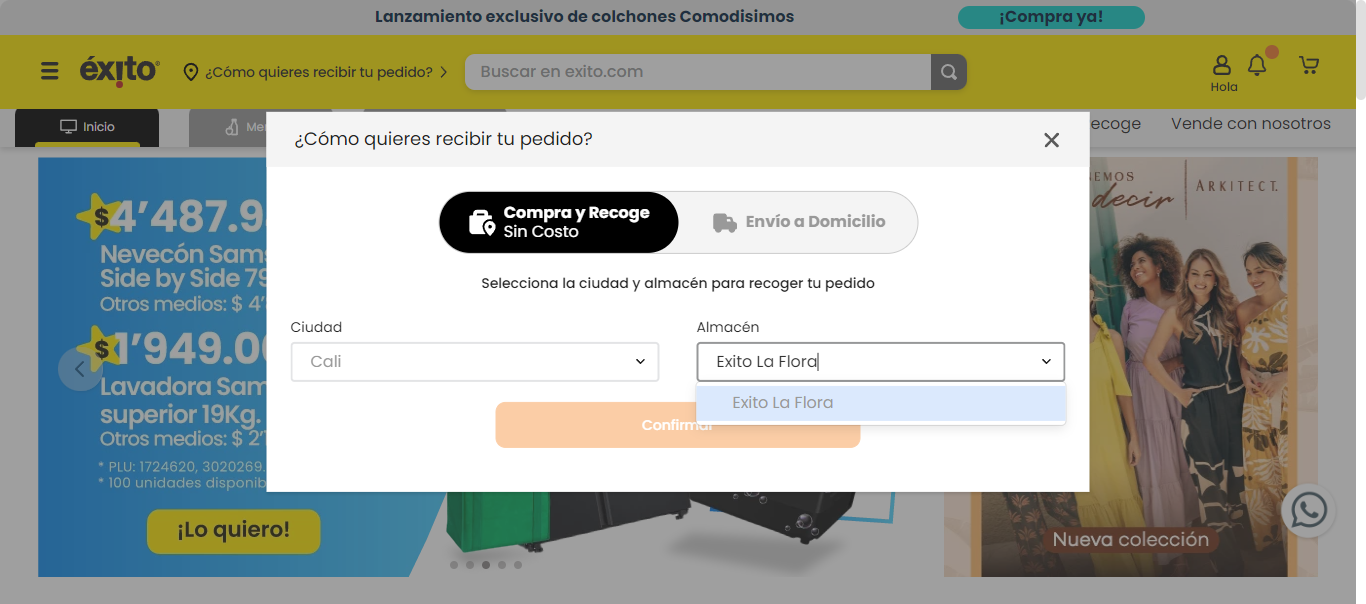 Lanzamiento exclusivo de colchones Comodisimos
¡Compra ya!
éxito
¿Cómo quieres recibir tu pedido?
Buscar en exito.com
Hola
Inicio
ecoge
Vende con nosotros
¿Cómo quieres recibir tu pedido?
Compra y Recoge
Sin Costo
Envío a Domicilio
Selecciona la ciudad y almacén para recoger tu pedido
Ciudad
Almacén
Cali
Exito La Flora
Exito La Flora
Confirmar
$4’487.9
Nevecón Sams
Side by Side 79
Otros medios: $ 4’
$1’949.0
Lavadora Sam
superior 19Kg.
Otros medios: $ 2’
* PLU: 1724620, 3020269.
* 100 unidades disponib
¡Lo quiero!
decir
ARKITECT.
Nueva colección